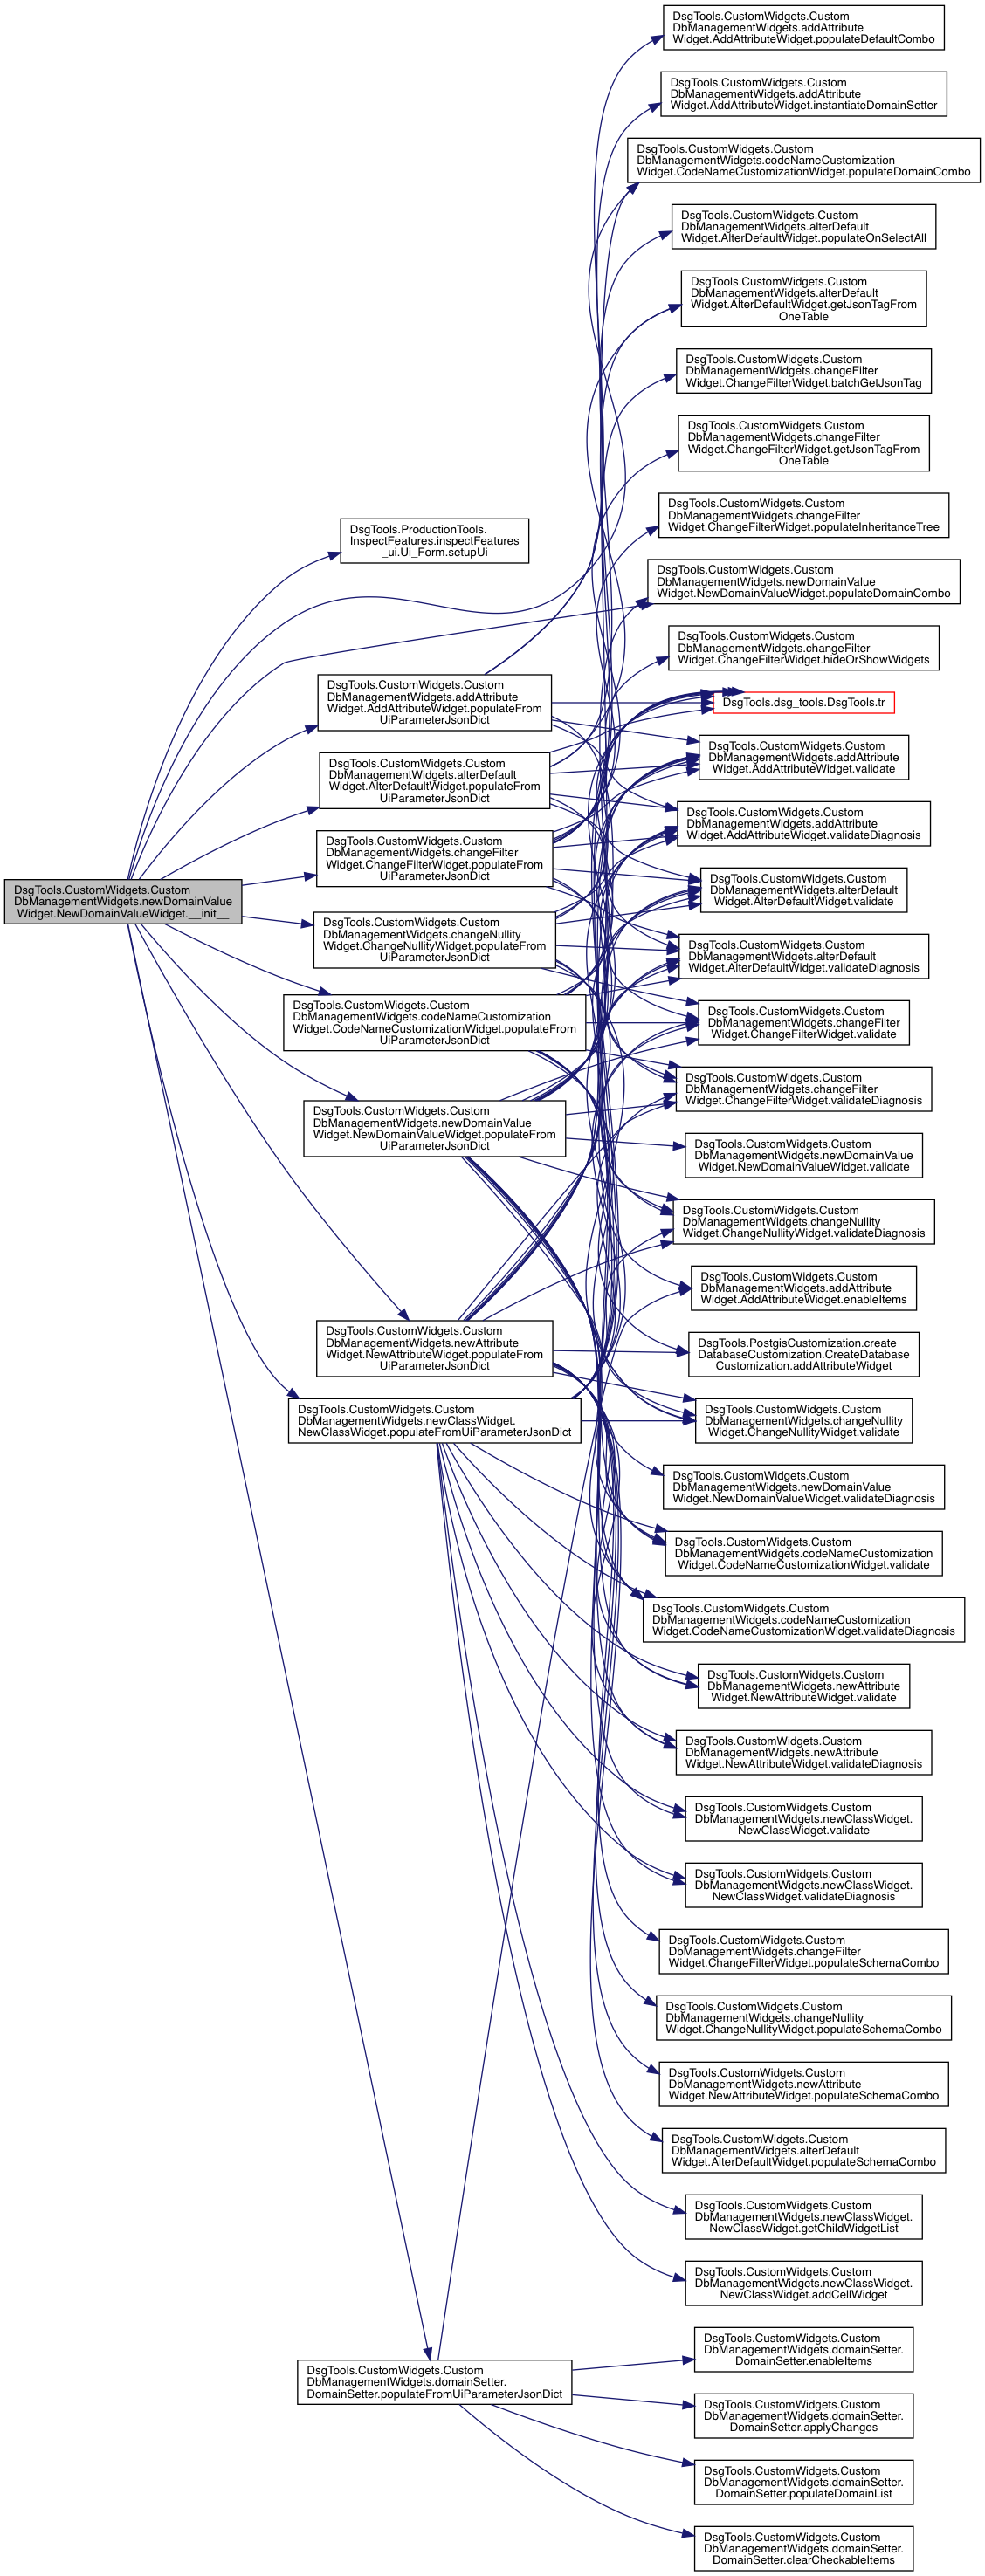 DsgTools.CustomWidgets.Custom
DbManagementWidgets.addAttribute
Widget.AddAttributeWidget.populateDefaultCombo
DsgTools.CustomWidgets.Custom
DbManagementWidgets.addAttribute
Widget.AddAttributeWidget.instantiateDomainSetter
DsgTools.CustomWidgets.Custom
DbManagementWidgets.codeNameCustomization
Widget.CodeNameCustomizationWidget.populateDomainCombo
DsgTools.CustomWidgets.Custom
DbManagementWidgets.alterDefault
Widget.AlterDefaultWidget.populateOnSelectAll
DsgTools.CustomWidgets.Custom
DbManagementWidgets.alterDefault
Widget.AlterDefaultWidget.getJsonTagFrom
OneTable
DsgTools.CustomWidgets.Custom
DbManagementWidgets.changeFilter
Widget.ChangeFilterWidget.batchGetJsonTag
DsgTools.CustomWidgets.Custom
DbManagementWidgets.changeFilter
Widget.ChangeFilterWidget.getJsonTagFrom
OneTable
DsgTools.CustomWidgets.Custom
DbManagementWidgets.changeFilter
Widget.ChangeFilterWidget.populateInheritanceTree
DsgTools.ProductionTools.
InspectFeatures.inspectFeatures
_ui.Ui_Form.setupUi
DsgTools.CustomWidgets.Custom
DbManagementWidgets.newDomainValue
Widget.NewDomainValueWidget.populateDomainCombo
DsgTools.CustomWidgets.Custom
DbManagementWidgets.changeFilter
Widget.ChangeFilterWidget.hideOrShowWidgets
DsgTools.CustomWidgets.Custom
DbManagementWidgets.addAttribute
Widget.AddAttributeWidget.populateFrom
UiParameterJsonDict
DsgTools.dsg_tools.DsgTools.tr
DsgTools.CustomWidgets.Custom
DbManagementWidgets.addAttribute
Widget.AddAttributeWidget.validate
DsgTools.CustomWidgets.Custom
DbManagementWidgets.alterDefault
Widget.AlterDefaultWidget.populateFrom
UiParameterJsonDict
DsgTools.CustomWidgets.Custom
DbManagementWidgets.addAttribute
Widget.AddAttributeWidget.validateDiagnosis
DsgTools.CustomWidgets.Custom
DbManagementWidgets.changeFilter
Widget.ChangeFilterWidget.populateFrom
UiParameterJsonDict
DsgTools.CustomWidgets.Custom
DbManagementWidgets.alterDefault
Widget.AlterDefaultWidget.validate
DsgTools.CustomWidgets.Custom
DbManagementWidgets.newDomainValue
Widget.NewDomainValueWidget.__init__
DsgTools.CustomWidgets.Custom
DbManagementWidgets.changeNullity
Widget.ChangeNullityWidget.populateFrom
UiParameterJsonDict
DsgTools.CustomWidgets.Custom
DbManagementWidgets.alterDefault
Widget.AlterDefaultWidget.validateDiagnosis
DsgTools.CustomWidgets.Custom
DbManagementWidgets.codeNameCustomization
Widget.CodeNameCustomizationWidget.populateFrom
UiParameterJsonDict
DsgTools.CustomWidgets.Custom
DbManagementWidgets.changeFilter
Widget.ChangeFilterWidget.validate
DsgTools.CustomWidgets.Custom
DbManagementWidgets.changeFilter
Widget.ChangeFilterWidget.validateDiagnosis
DsgTools.CustomWidgets.Custom
DbManagementWidgets.newDomainValue
Widget.NewDomainValueWidget.populateFrom
UiParameterJsonDict
DsgTools.CustomWidgets.Custom
DbManagementWidgets.newDomainValue
Widget.NewDomainValueWidget.validate
DsgTools.CustomWidgets.Custom
DbManagementWidgets.changeNullity
Widget.ChangeNullityWidget.validateDiagnosis
DsgTools.CustomWidgets.Custom
DbManagementWidgets.addAttribute
Widget.AddAttributeWidget.enableItems
DsgTools.CustomWidgets.Custom
DbManagementWidgets.newAttribute
Widget.NewAttributeWidget.populateFrom
UiParameterJsonDict
DsgTools.PostgisCustomization.create
DatabaseCustomization.CreateDatabase
Customization.addAttributeWidget
DsgTools.CustomWidgets.Custom
DbManagementWidgets.newClassWidget.
NewClassWidget.populateFromUiParameterJsonDict
DsgTools.CustomWidgets.Custom
DbManagementWidgets.changeNullity
Widget.ChangeNullityWidget.validate
DsgTools.CustomWidgets.Custom
DbManagementWidgets.newDomainValue
Widget.NewDomainValueWidget.validateDiagnosis
DsgTools.CustomWidgets.Custom
DbManagementWidgets.codeNameCustomization
Widget.CodeNameCustomizationWidget.validate
DsgTools.CustomWidgets.Custom
DbManagementWidgets.codeNameCustomization
Widget.CodeNameCustomizationWidget.validateDiagnosis
DsgTools.CustomWidgets.Custom
DbManagementWidgets.newAttribute
Widget.NewAttributeWidget.validate
DsgTools.CustomWidgets.Custom
DbManagementWidgets.newAttribute
Widget.NewAttributeWidget.validateDiagnosis
DsgTools.CustomWidgets.Custom
DbManagementWidgets.newClassWidget.
NewClassWidget.validate
DsgTools.CustomWidgets.Custom
DbManagementWidgets.newClassWidget.
NewClassWidget.validateDiagnosis
DsgTools.CustomWidgets.Custom
DbManagementWidgets.changeFilter
Widget.ChangeFilterWidget.populateSchemaCombo
DsgTools.CustomWidgets.Custom
DbManagementWidgets.changeNullity
Widget.ChangeNullityWidget.populateSchemaCombo
DsgTools.CustomWidgets.Custom
DbManagementWidgets.newAttribute
Widget.NewAttributeWidget.populateSchemaCombo
DsgTools.CustomWidgets.Custom
DbManagementWidgets.alterDefault
Widget.AlterDefaultWidget.populateSchemaCombo
DsgTools.CustomWidgets.Custom
DbManagementWidgets.newClassWidget.
NewClassWidget.getChildWidgetList
DsgTools.CustomWidgets.Custom
DbManagementWidgets.newClassWidget.
NewClassWidget.addCellWidget
DsgTools.CustomWidgets.Custom
DbManagementWidgets.domainSetter.
DomainSetter.populateFromUiParameterJsonDict
DsgTools.CustomWidgets.Custom
DbManagementWidgets.domainSetter.
DomainSetter.enableItems
DsgTools.CustomWidgets.Custom
DbManagementWidgets.domainSetter.
DomainSetter.applyChanges
DsgTools.CustomWidgets.Custom
DbManagementWidgets.domainSetter.
DomainSetter.populateDomainList
DsgTools.CustomWidgets.Custom
DbManagementWidgets.domainSetter.
DomainSetter.clearCheckableItems